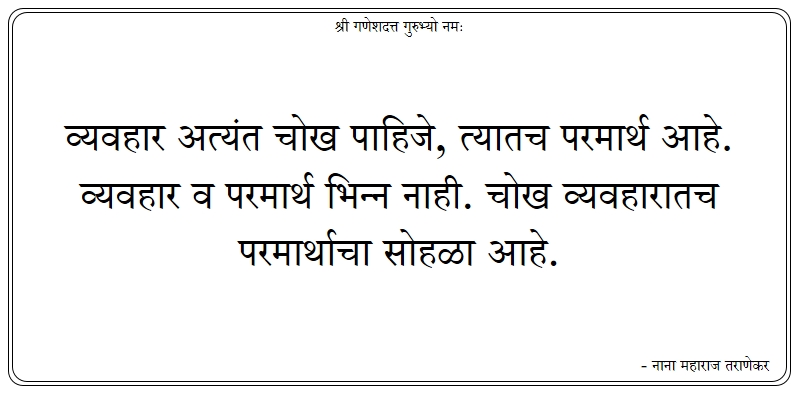 श्री गणेशदत्त गुरुभ्यो नमः
व्यवहार अत्यंत चोख पाहिजे, त्यातच परमार्थ आहे.
व्यवहार व परमार्थ भिन्न नाही. चोख व्यवहारातच
परमार्थाचा सोहळा आहे.
- नाना महाराज तराणेकर